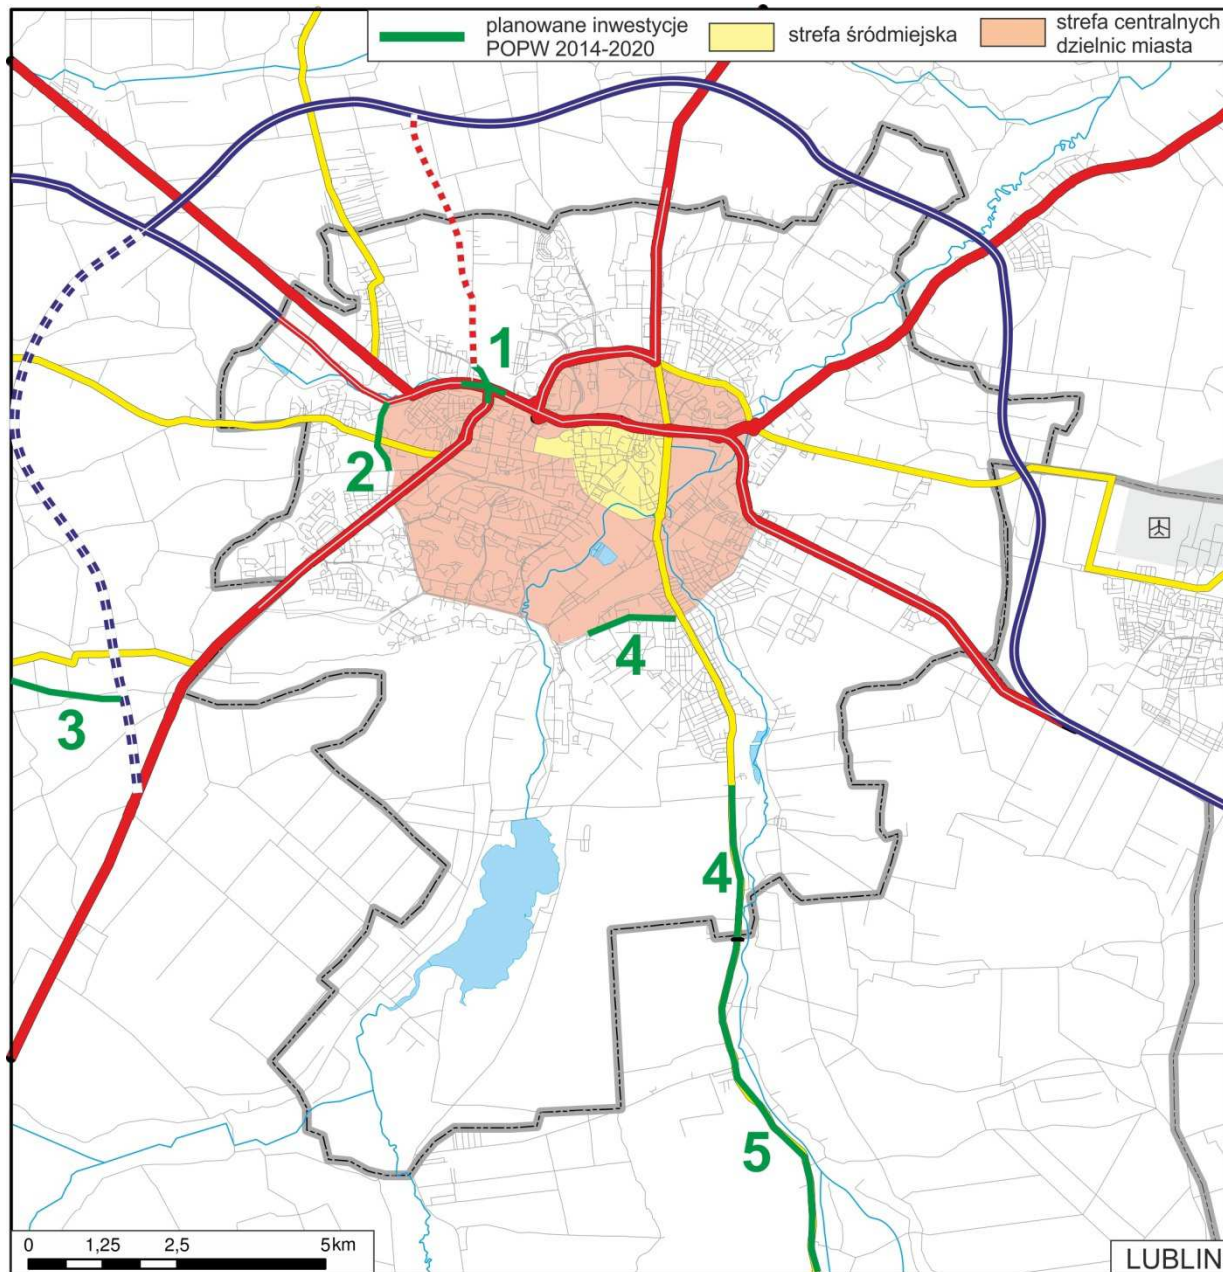 planowane inwestycje
POPW 2014-2020
strefa śródmiejska
strefa centralnych
dzielnic miasta
1
2
3
4
4
5
0 1,25 2,5 5km
LUBLIN